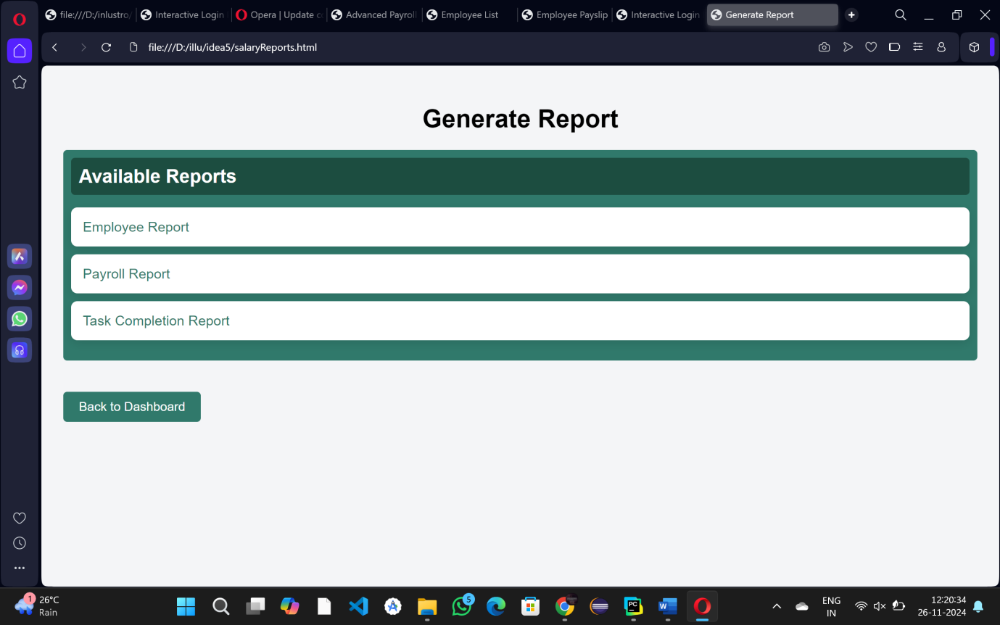 file:///D:/inlustro/
Interactive Login
Opera | Update co
Advanced Payroll
Employee List
Employee Payslip
Interactive Login
Generate Report
file:///D:/illu/idea5/salaryReports.html
Generate Report
Available Reports
Employee Report
Payroll Report
Task Completion Report
Back to Dashboard
1
26°C
Rain
5
PC
W
ENG
IN
12:20:34
26-11-2024